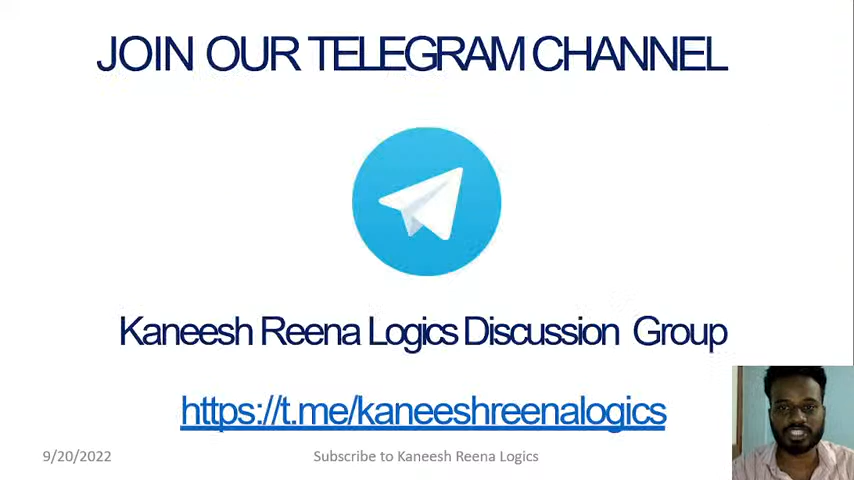 JOIN OUR TELEGRAM CHANNEL
Kaneesh Reena Logics Discussion Group
https://t.me/kaneeshreenalogics
9/20/2022
Subscribe to Kaneesh Reena Logics